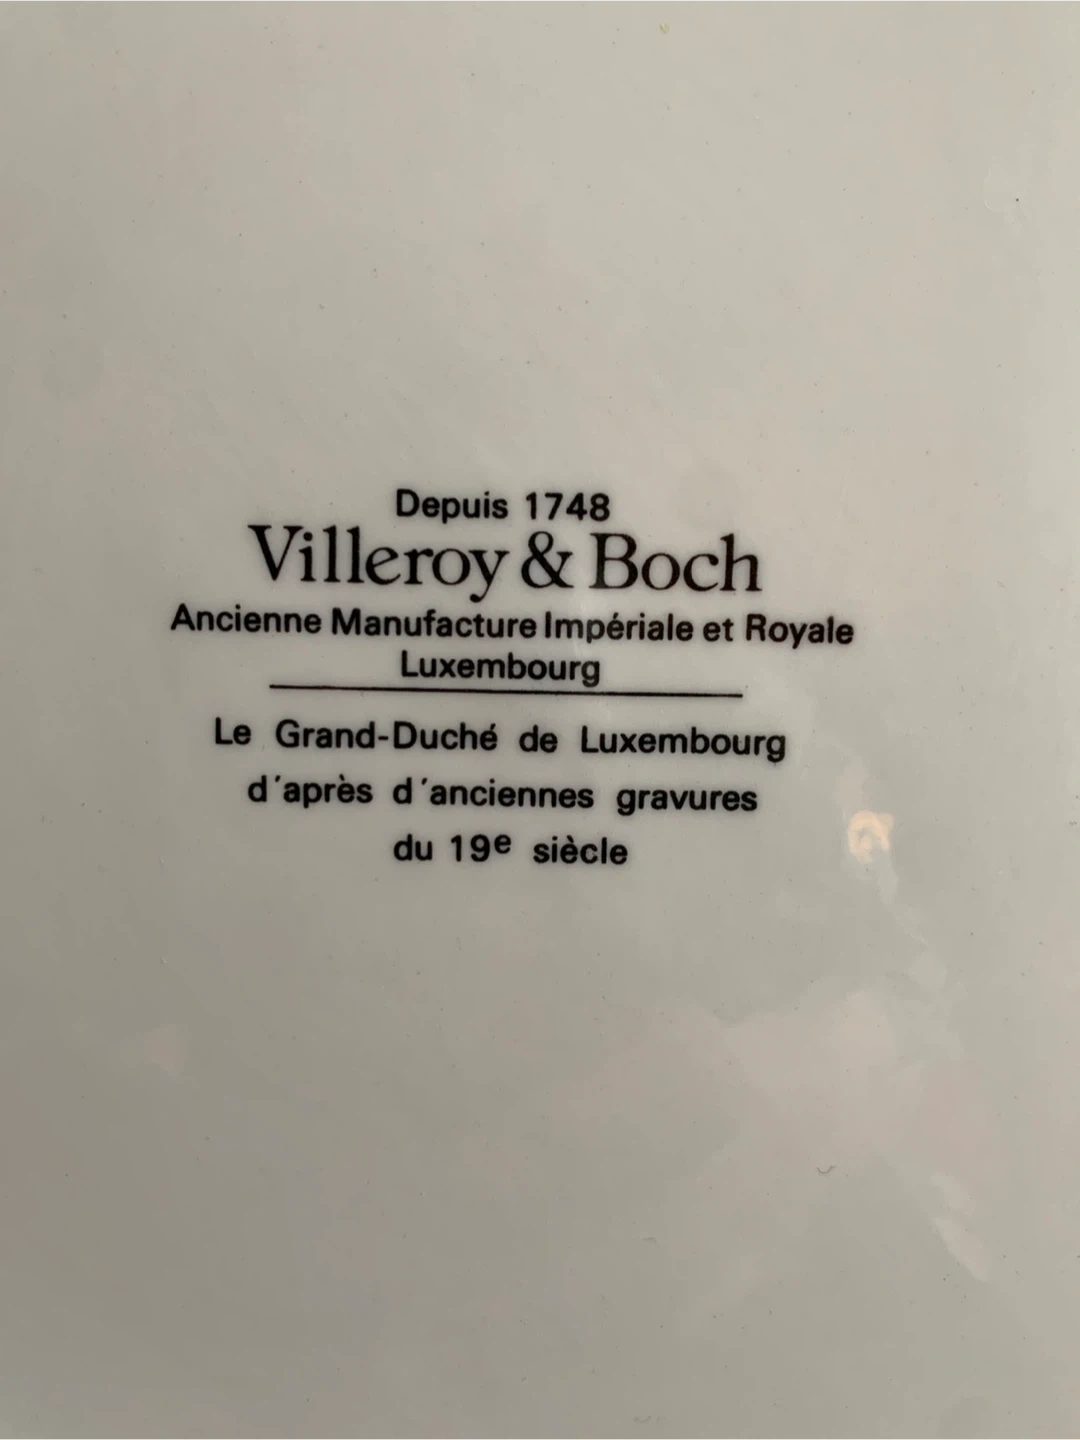 Depuis 1748
Villeroy & Boch
Ancienne Manufacture Impériale et Royale
Luxembourg
Le Grand-Duché de Luxembourg
d´après d´anciennes gravures
du 19e siècle